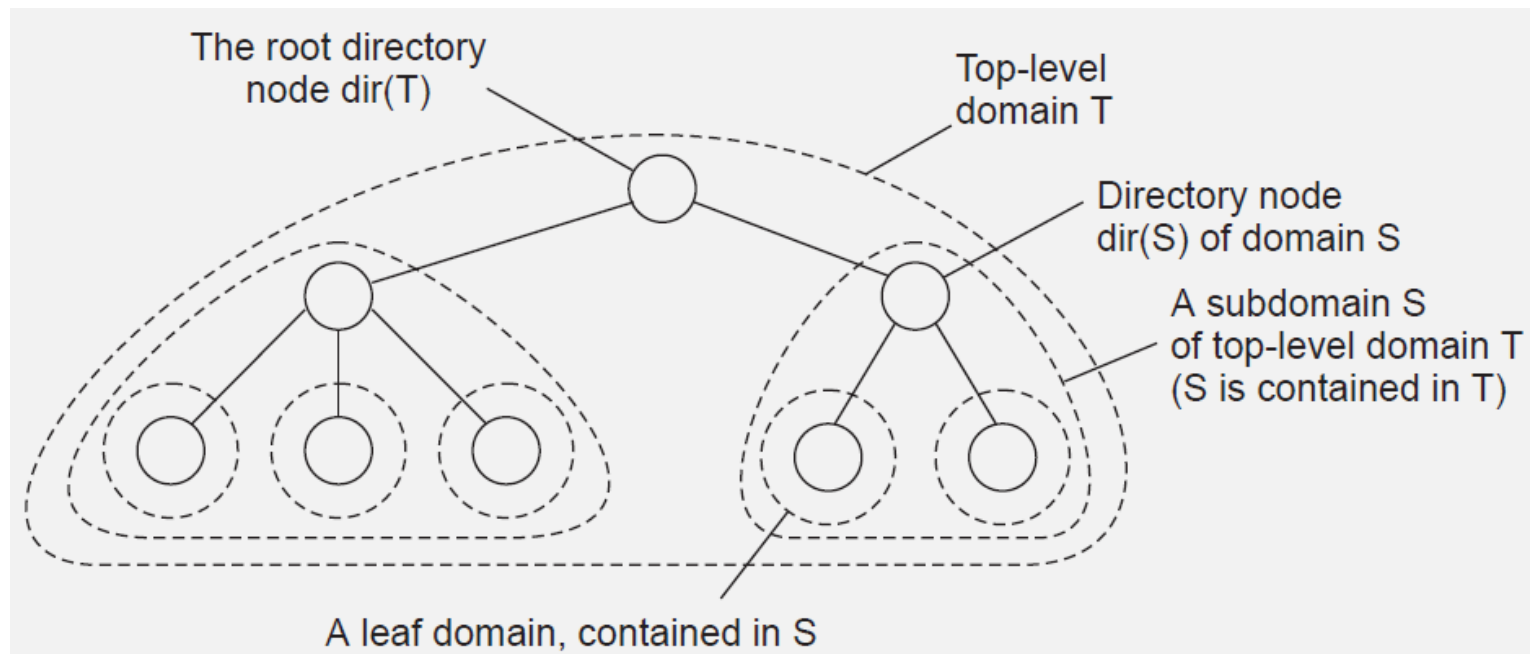 The root directory
node dir(T)
Top-level
domain T
Directory node
dir(S) of domain S
A subdomain S
of top-level domain T
(S is contained in T)
A leaf domain, contained in S